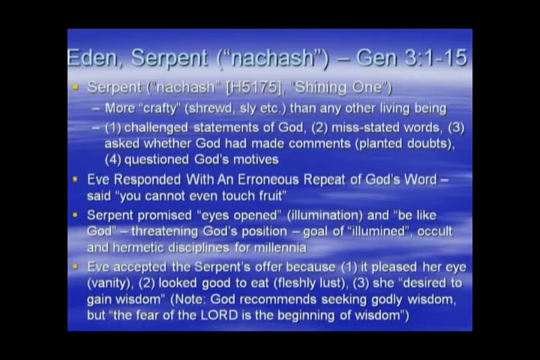 Eden, Serpent ("nachash") – Gen 3:1-15
Serpent ("nachash" [H5175], "Shining One")
– More "crafty" (shrewd, sly etc.) than any other living being
– (1) challenged statements of God, (2) miss-stated words, (3)
asked whether God had made comments (planted doubts),
(4) questioned God's motives
Eve Responded With An Erroneous Repeat of God's Word –
said "you cannot even touch fruit"
Serpent promised "eyes opened" (illumination) and "be like
God" – threatening God's position – goal of "illumined", occult
and hermetic disciplines for millennia
Eve accepted the Serpent's offer because (1) it pleased her eye
(vanity), (2) looked good to eat (fleshly lust), (3) she "desired to
gain wisdom" (Note: God recommends seeking godly wisdom,
but "the fear of the LORD is the beginning of wisdom")